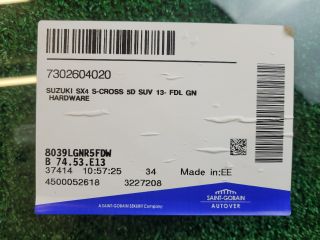 7302604020
SUZUKI SX4 S-CROSS 5D SUV 13- FDL GN
HARDWARE
8039LGNR5FDW
B 74.53.E13
37414 10:57:25 34 Made in:EE
4500052618 3227208
SAINT-GOBAIN
AUTOVER
A SAINT-GOBAIN SEKURIT Company